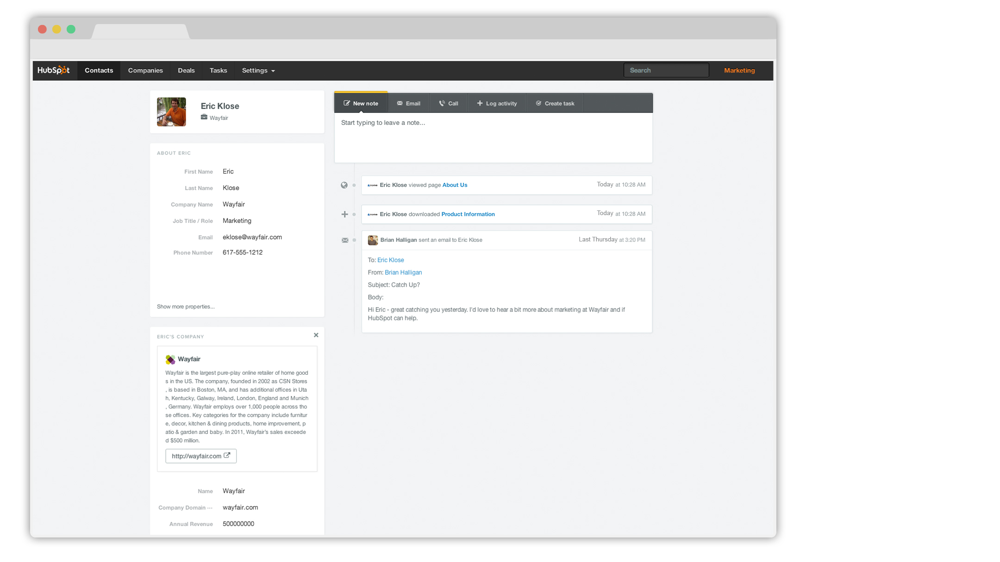 HubSpot Contacts Companies Deals Tasks Settings Search Marketing
Eric Klose
Wayfair
ABOUT ERIC
First Name Eric
Last Name Klose
Company Name Wayfair
Job Title / Role Marketing
Email eklose@wayfair.com
Phone Number 617-555-1212
Show more properties...
ERIC'S COMPANY
Wayfair
Wayfair is the largest pure-play online retailer of home good
s in the US. The company, founded in 2002 as CSN Stores
, is based in Boston, MA, and has additional offices in Uta
h, Kentucky, Galway, Ireland, London, England and Munich
, Germany. Wayfair employs over 1,000 people across tho
se offices. Key categories for the company include furnitur
e, decor, kitchen & dining products, home improvement, p
atio & garden and baby. In 2011, Wayfair's sales exceede
d $500 million.
http://wayfair.com
Name Wayfair
Company Domain ··· wayfair.com
Annual Revenue 500000000
New note Email Call Log activity Create task
Start typing to leave a note...
Eric Klose viewed page About Us Today at 10:28 AM
Eric Klose downloaded Product Information Today at 10:28 AM
Brian Halligan sent an email to Eric Klose Last Thursday at 3:20 PM
To: Eric Klose
From: Brian Halligan
Subject: Catch Up?
Body:
Hi Eric - great catching you yesterday. I'd love to hear a bit more about marketing at Wayfair and if
HubSpot can help.